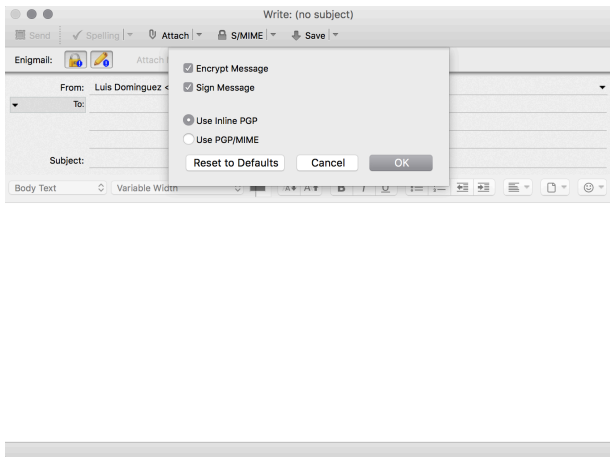 Write: (no subject)
Send Spelling Attach S/MIME Save
Enigmail: Attach
Encrypt Message
Sign Message
From: Luis Dominguez <
To:
Use Inline PGP
Use PGP/MIME
Subject:
Reset to Defaults Cancel OK
Body Text Variable Width